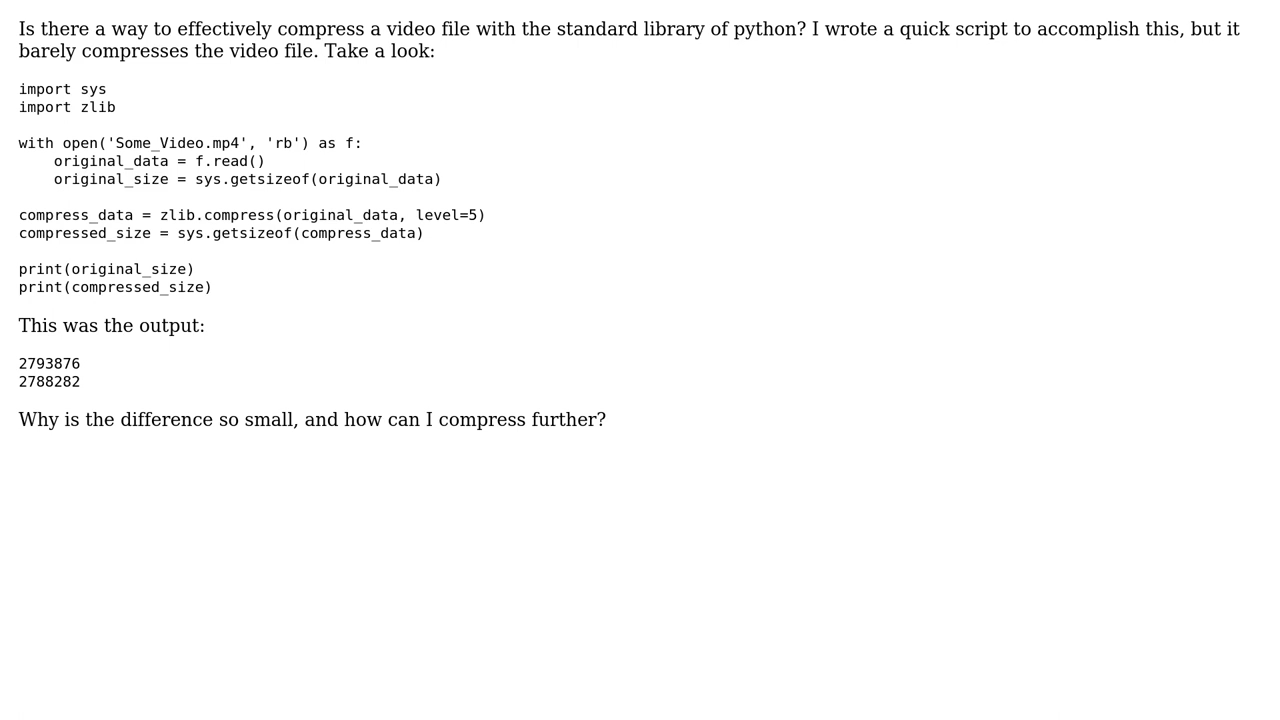 Is there a way to effectively compress a video file with the standard library of python? I wrote a quick script to accomplish this, but it
barely compresses the video file. Take a look:
import sys
import zlib
with open('Some_Video.mp4', 'rb') as f:
    original_data = f.read()
    original_size = sys.getsizeof(original_data)
compress_data = zlib.compress(original_data, level=5)
compressed_size = sys.getsizeof(compress_data)
print(original_size)
print(compressed_size)
This was the output:
2793876
2788282
Why is the difference so small, and how can I compress further?